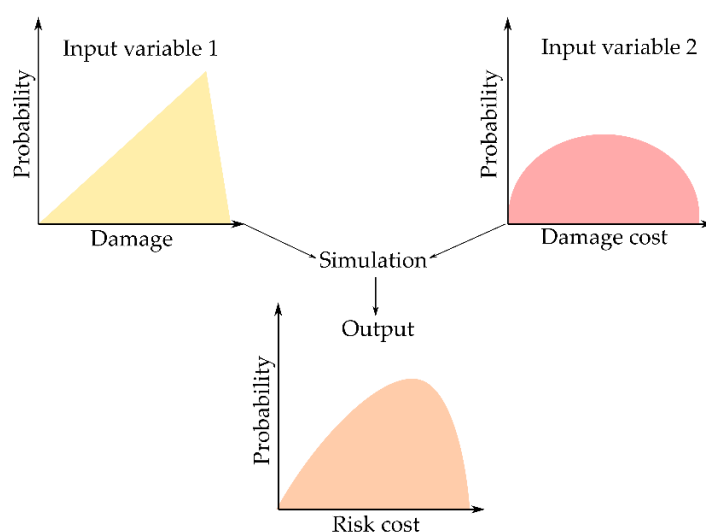 Input variable 1
Probability
Damage
Input variable 2
Probability
Damage cost
Simulation
Output
Probability
Risk cost